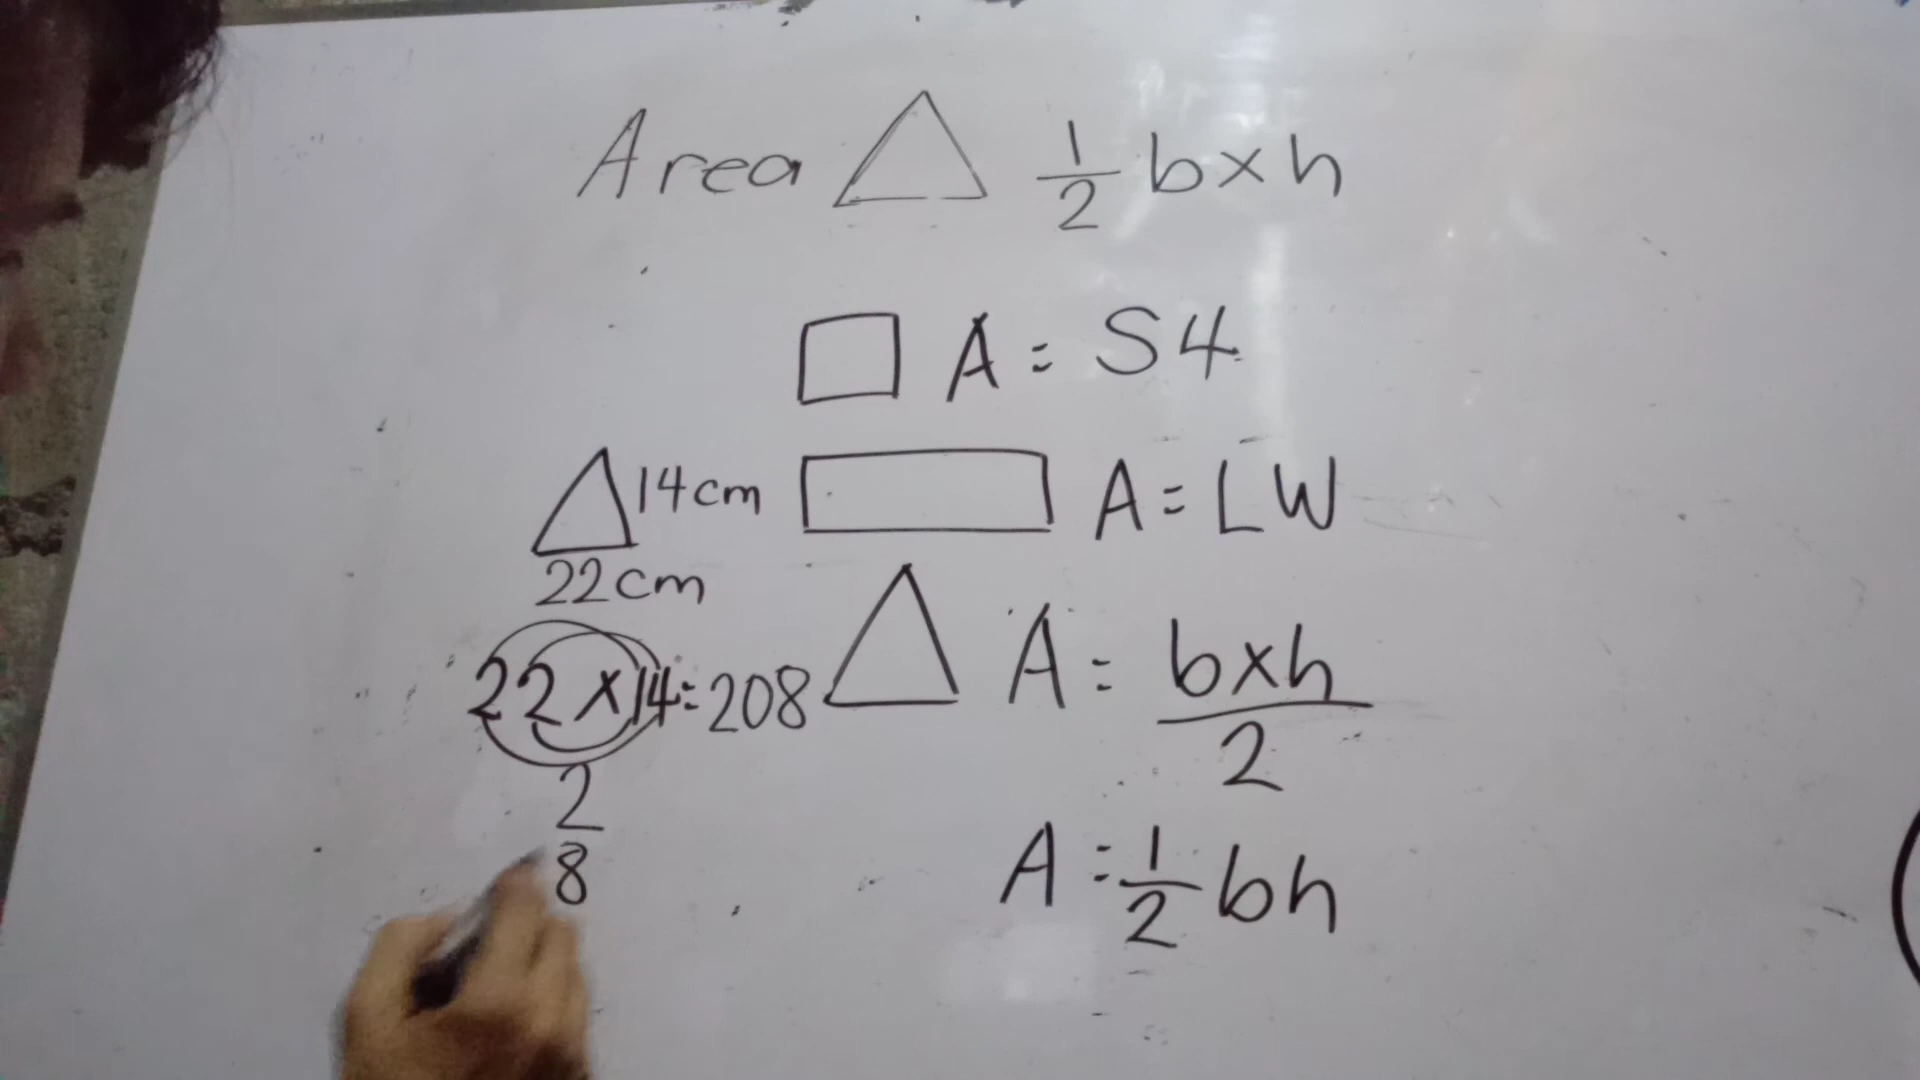 Area 1/2 b x h
A = S4
14cm
A = LW
22cm
22 x 14 = 208
A = b x h / 2
2
8
A = 1/2 bh